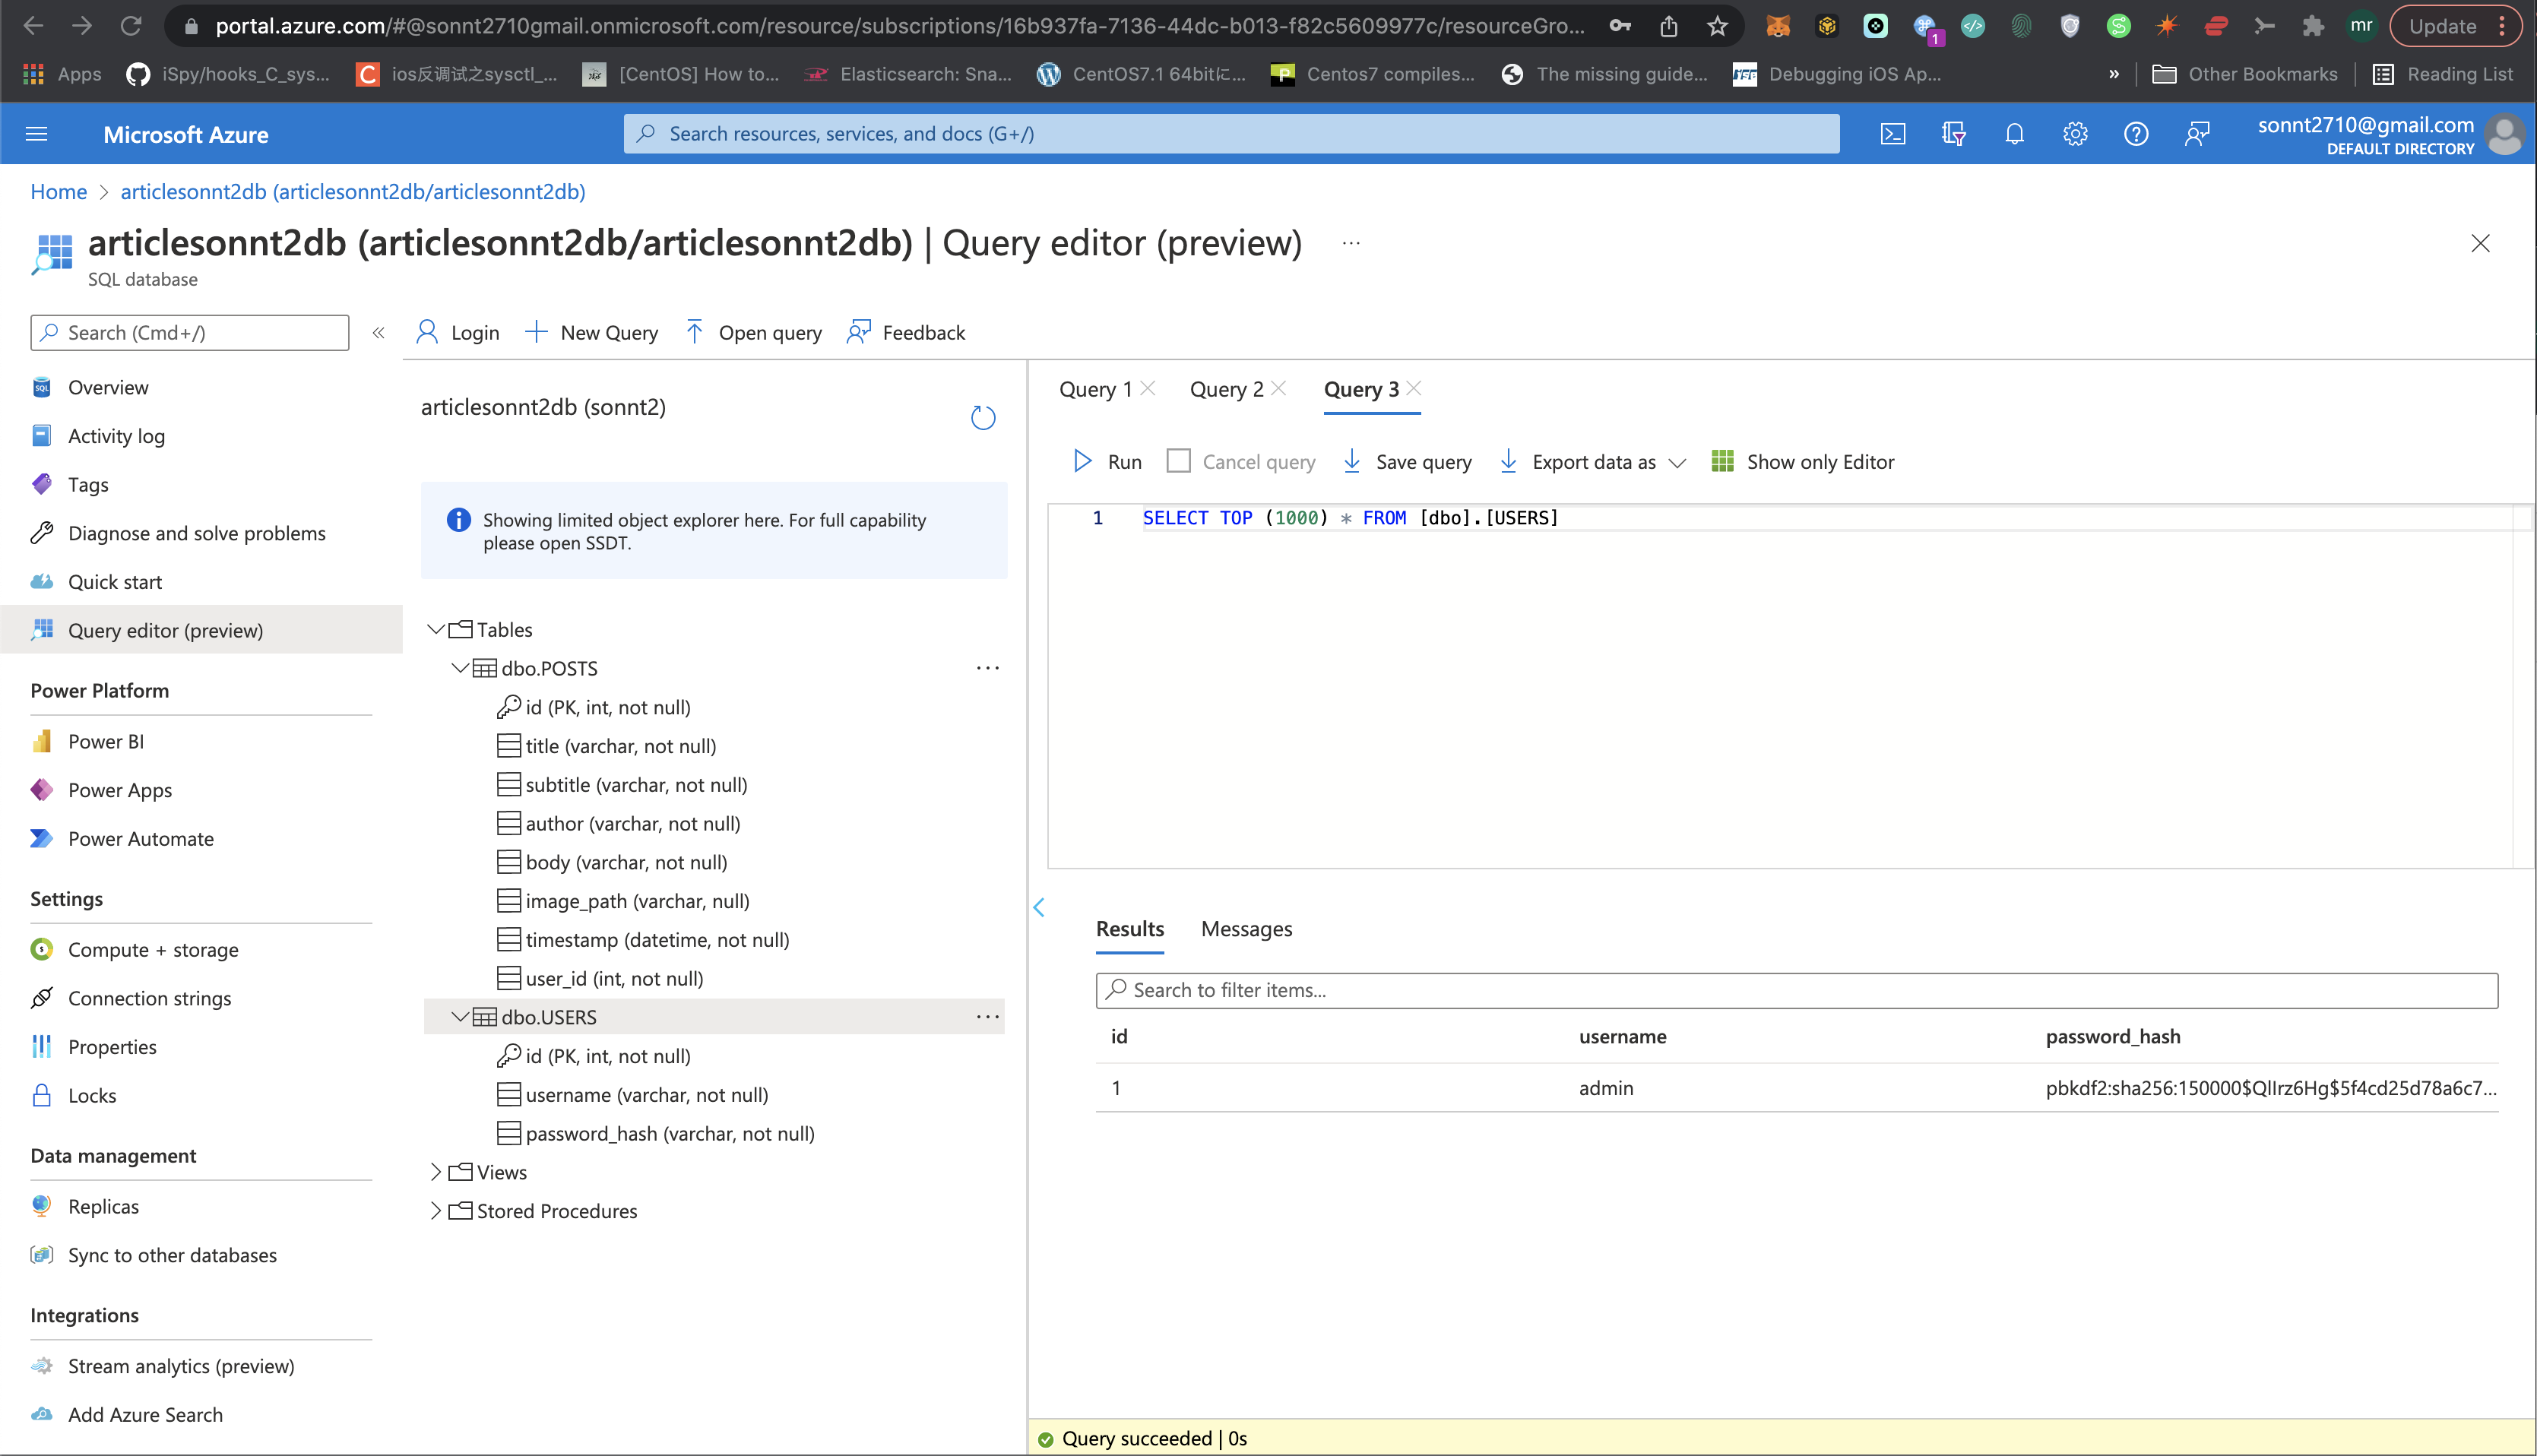 portal.azure.com/#@sonnt2710gmail.onmicrosoft.com/resource/subscriptions/16b937fa-7136-44dc-b013-f82c5609977c/resourceGro...
1
mr
Update
Apps
iSpy/hooks_C_sys...
C
ios反调试之sysctl_...
[CentOS] How to...
Elasticsearch: Sna...
CentOS7.1 64bitに...
Centos7 compiles...
The missing guide...
Debugging iOS Ap...
»
Other Bookmarks
Reading List
Microsoft Azure
Search resources, services, and docs (G+/)
sonnt2710@gmail.com
DEFAULT DIRECTORY
Home > articlesonnt2db (articlesonnt2db/articlesonnt2db)
articlesonnt2db (articlesonnt2db/articlesonnt2db) | Query editor (preview) ...
SQL database
Search (Cmd+/)
«
Login
New Query
Open query
Feedback
Overview
Activity log
Tags
Diagnose and solve problems
Quick start
Query editor (preview)
Power Platform
Power BI
Power Apps
Power Automate
Settings
Compute + storage
Connection strings
Properties
Locks
Data management
Replicas
Sync to other databases
Integrations
Stream analytics (preview)
Add Azure Search
articlesonnt2db (sonnt2)
Showing limited object explorer here. For full capability
please open SSDT.
Tables
dbo.POSTS
id (PK, int, not null)
title (varchar, not null)
subtitle (varchar, not null)
author (varchar, not null)
body (varchar, not null)
image_path (varchar, null)
timestamp (datetime, not null)
user_id (int, not null)
dbo.USERS
id (PK, int, not null)
username (varchar, not null)
password_hash (varchar, not null)
Views
Stored Procedures
Query 1
Query 2
Query 3
Run
Cancel query
Save query
Export data as
Show only Editor
1 SELECT TOP (1000) * FROM [dbo].[USERS]
Results
Messages
Search to filter items...
id username password_hash
1 admin pbkdf2:sha256:150000$QlIrz6Hg$5f4cd25d78a6c7...
Query succeeded | 0s